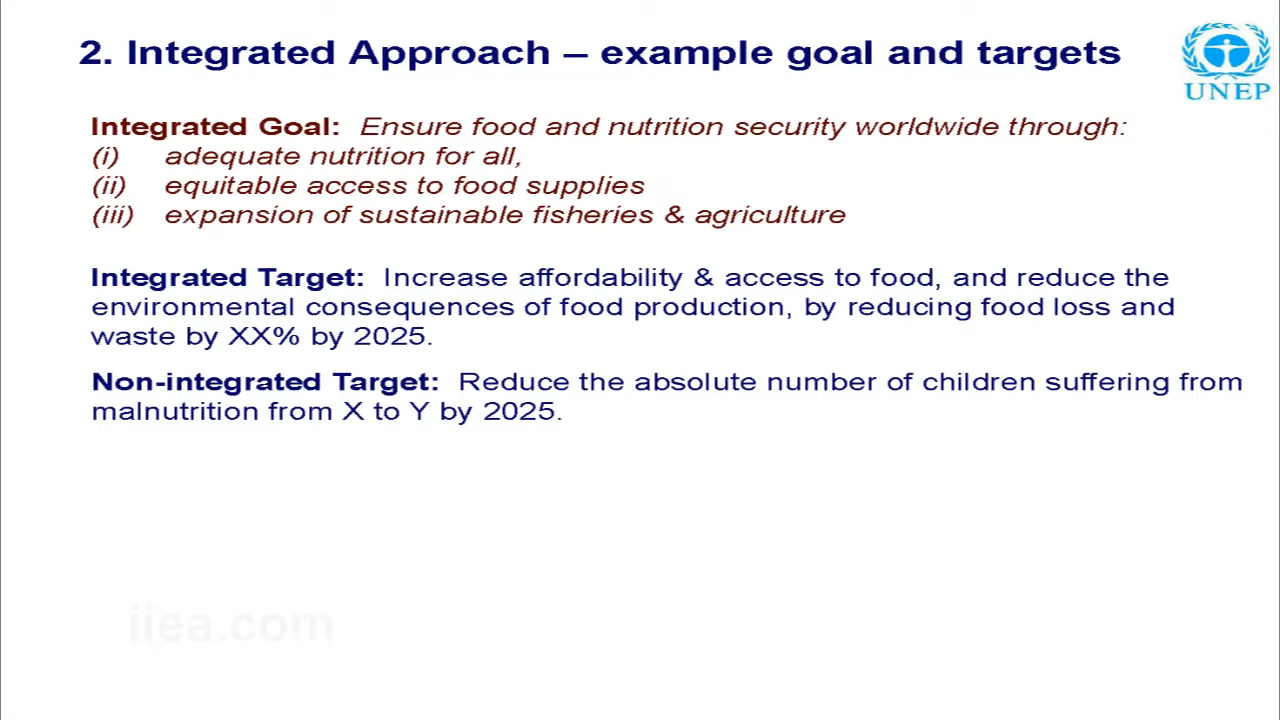 2. Integrated Approach – example goal and targets
UNEP
Integrated Goal: Ensure food and nutrition security worldwide through:
(i) adequate nutrition for all,
(ii) equitable access to food supplies
(iii) expansion of sustainable fisheries & agriculture
Integrated Target: Increase affordability & access to food, and reduce the
environmental consequences of food production, by reducing food loss and
waste by XX% by 2025.
Non-integrated Target: Reduce the absolute number of children suffering from
malnutrition from X to Y by 2025.
iiea.com